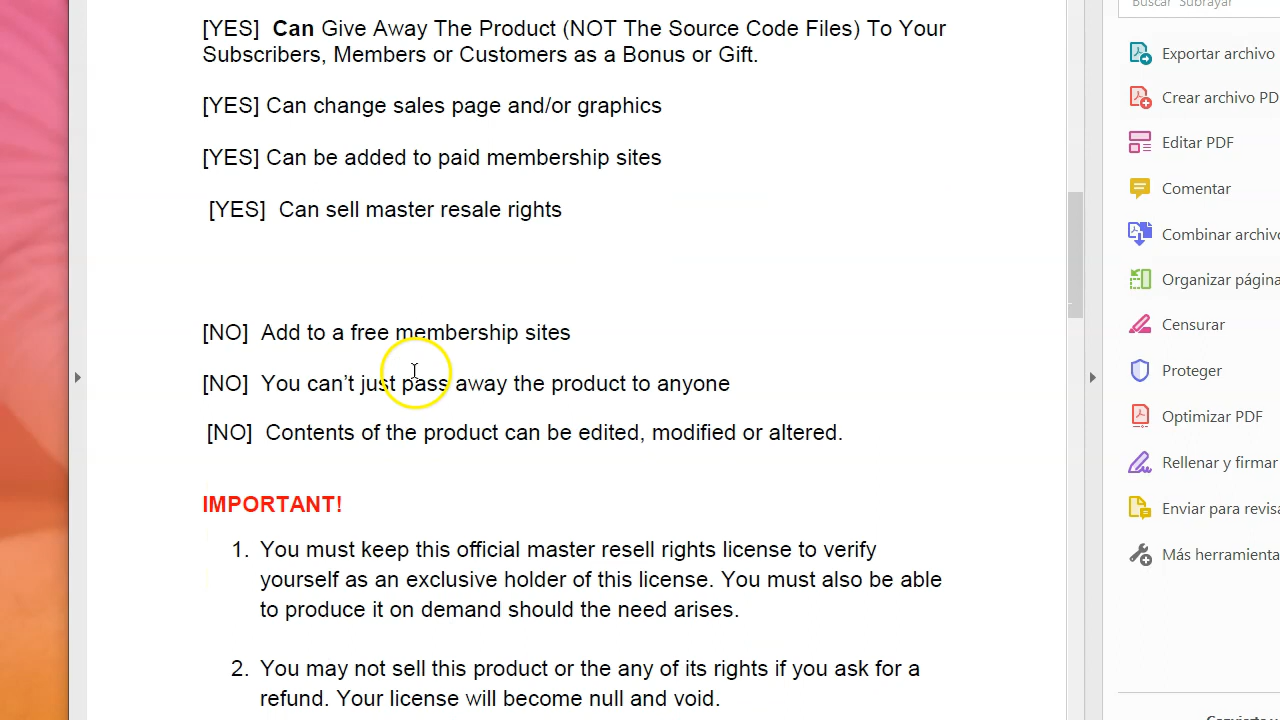 [YES] Can Give Away The Product (NOT The Source Code Files) To Your
Subscribers, Members or Customers as a Bonus or Gift.
[YES] Can change sales page and/or graphics
[YES] Can be added to paid membership sites
[YES] Can sell master resale rights
[NO] Add to a free membership sites
[NO] You can't just pass away the product to anyone
[NO] Contents of the product can be edited, modified or altered.
IMPORTANT!
1. You must keep this official master resell rights license to verify
yourself as an exclusive holder of this license. You must also be able
to produce it on demand should the need arises.
2. You may not sell this product or the any of its rights if you ask for a
refund. Your license will become null and void.
Buscar 'Subrayar'
Exportar archivo
Crear archivo PD
Editar PDF
Comentar
Combinar archivo
Organizar página
Censurar
Proteger
Optimizar PDF
Rellenar y firmar
Enviar para revisa
Más herramienta